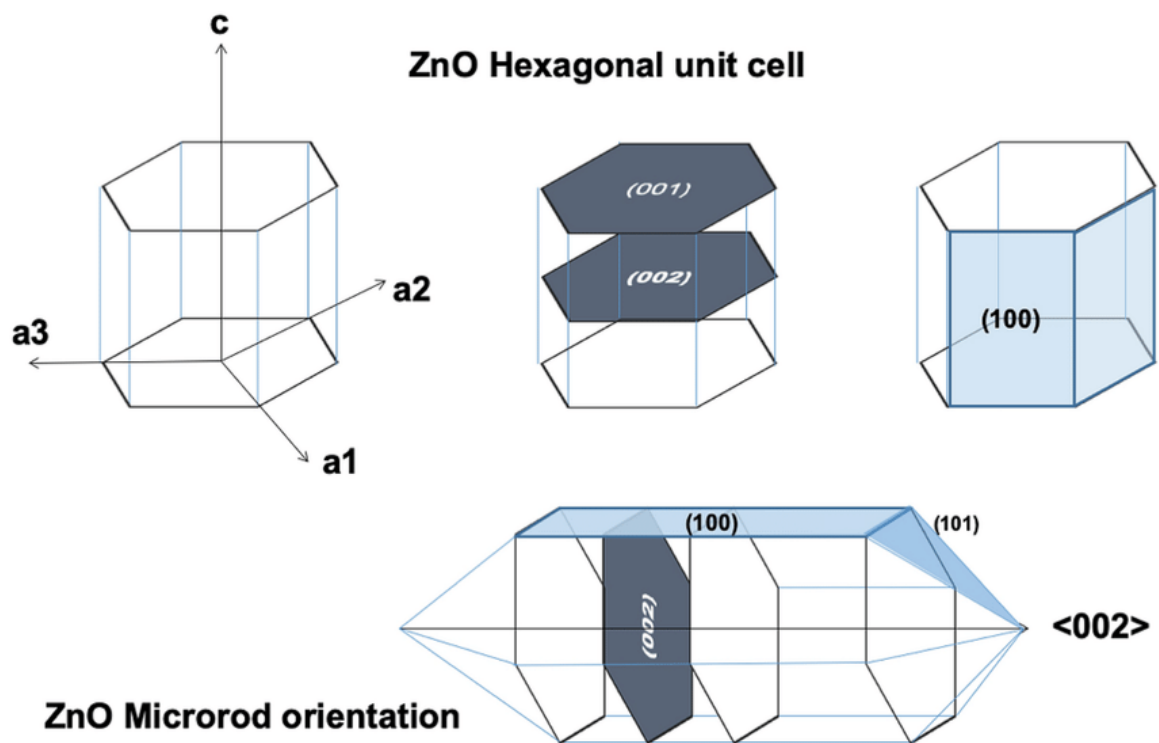 c
ZnO Hexagonal unit cell
a3
a2
a1
(001)
(002)
(100)
(100)
(101)
(002)
<002>
ZnO Microrod orientation